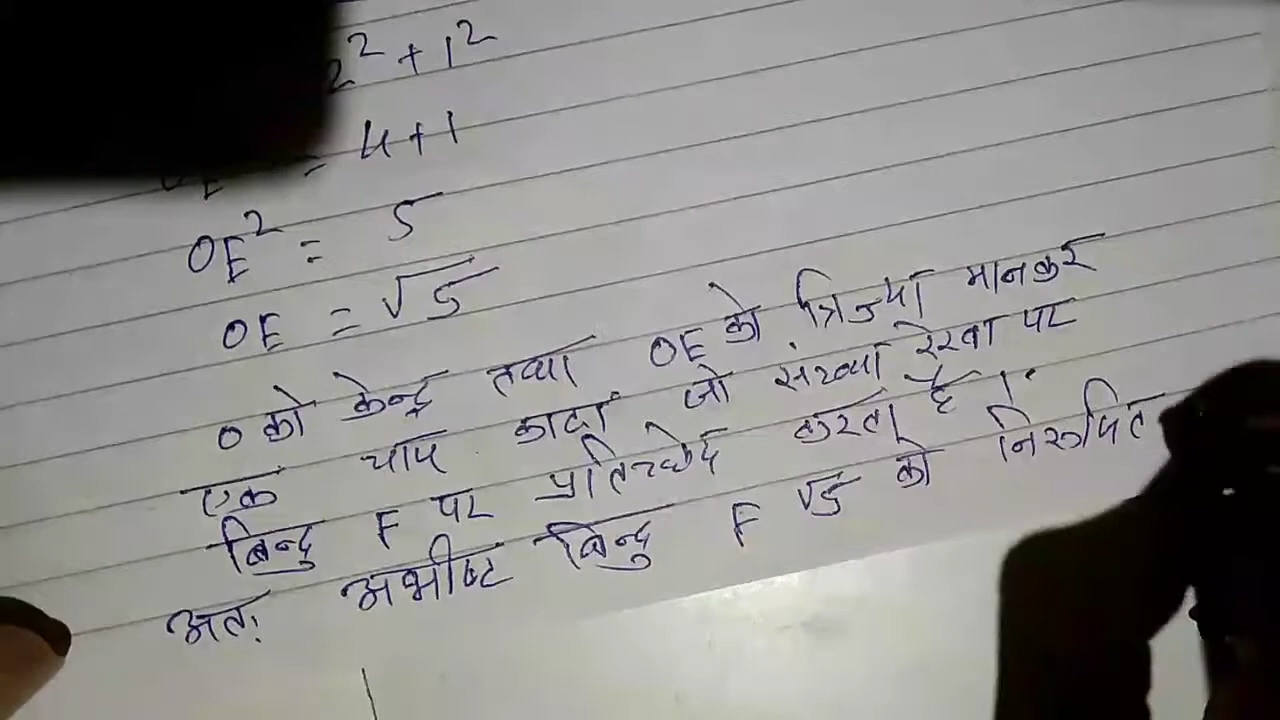 2² + 1²
= 4+1
OE² = 5
OE = √5
O को केन्द्र तथा OE को त्रिज्या मानकर
एक चाप काटा जो संख्या रेखा पर
बिन्दु F पर प्रतिच्छेद करता है।
अतः अभीष्ट बिन्दु F √5 को निरूपित